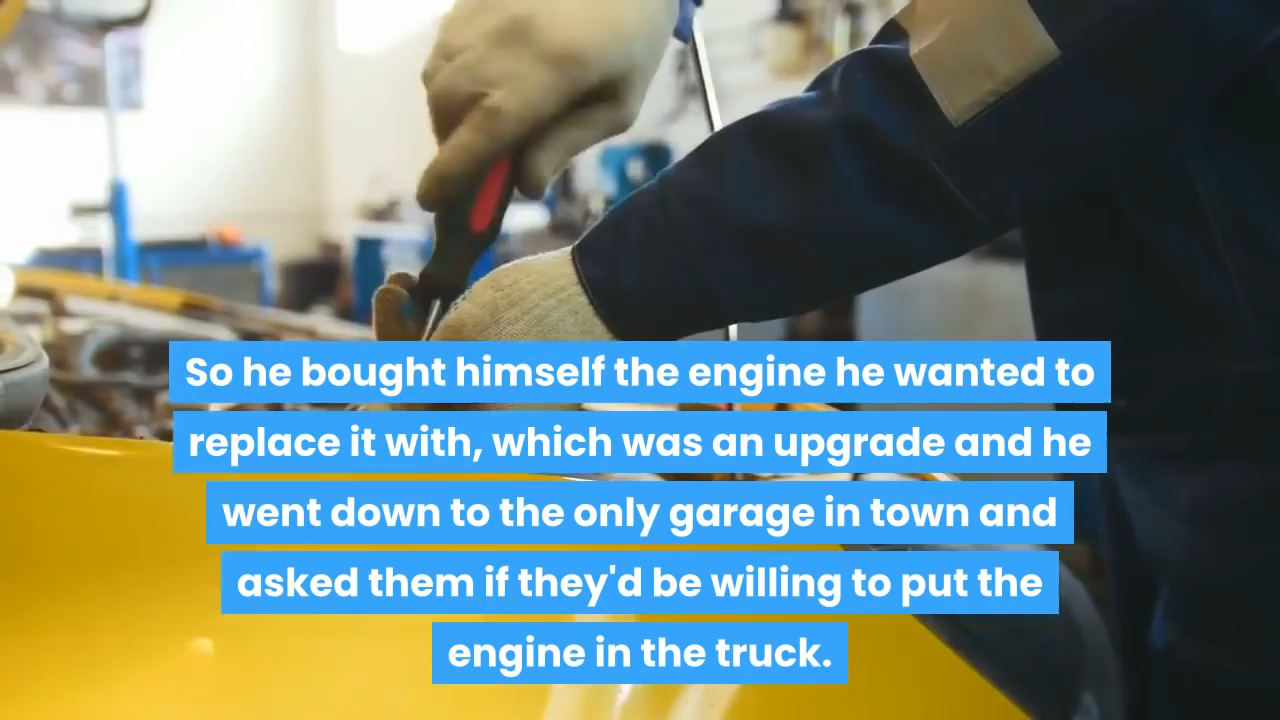 So he bought himself the engine he wanted to
replace it with, which was an upgrade and he
went down to the only garage in town and
asked them if they'd be willing to put the
engine in the truck.